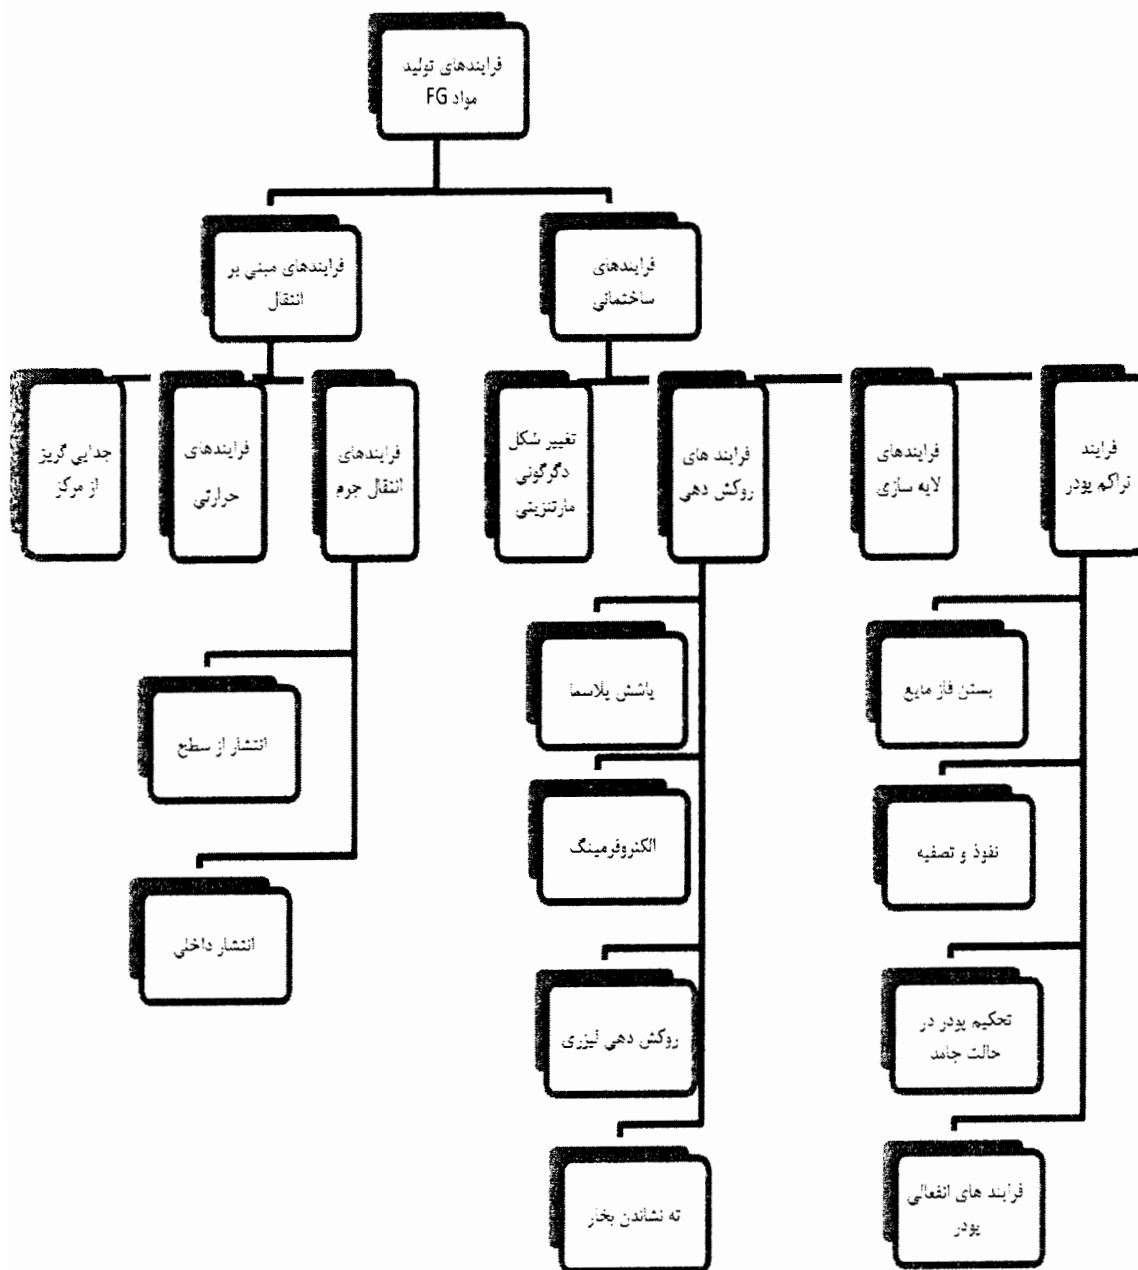 فرایندهای تولید
مواد FG
فرایندهای
ساختمانی
فرایندهای مبنی بر
انتقال
فرایند
تراکم پودر
فرایندهای
لایه سازی
فرایند های
روکش دهی
تغییر شکل
دگرگونی
مارتنزیتی
فرایندهای
انتقال جرم
فرایندهای
حرارتی
جدایی گریز
از مرکز
بستن فاز مایع
نفوذ و تصفیه
تحکیم پودر در
حالت جامد
فرایند های انفعالی
پودر
پاشش پلاسما
الکتروفرمینگ
روکش دهی لیزری
ته نشاندن بخار
انتشار از سطح
انتشار داخلی